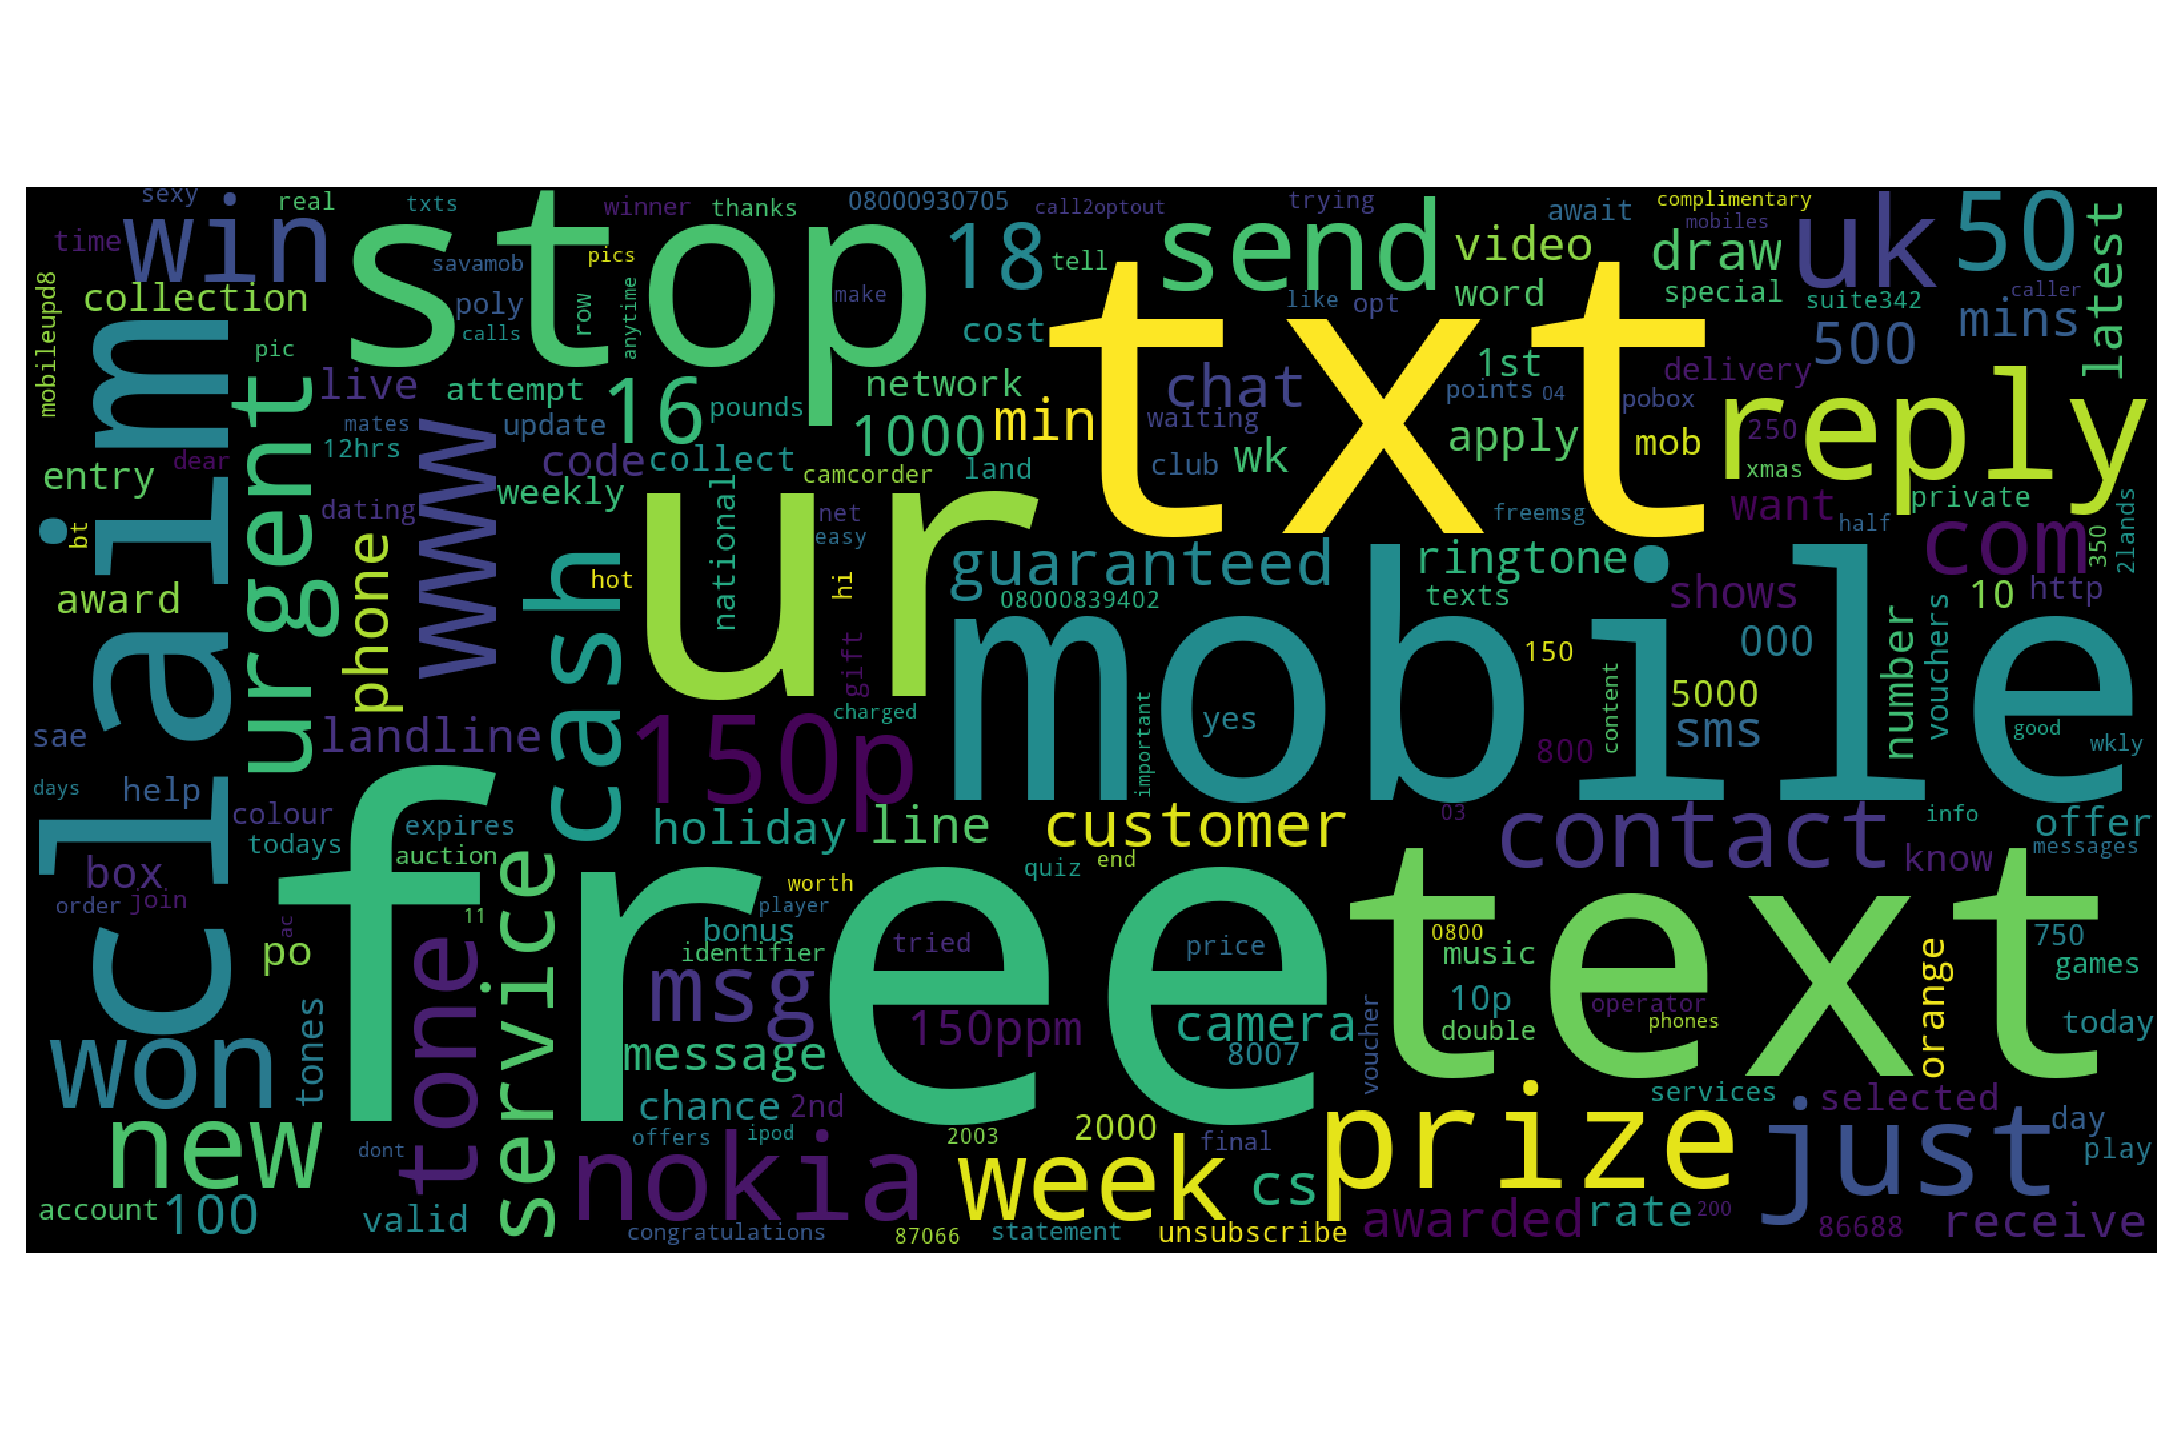 sexy
real
txts
stop
winner
thanks
08000930705
call2optout
trying
send
complimentary
mobiles
await
uk
50
latest
win
time
savamob
pics
18
tell
video
draw
caller
collection
poly
row
anytime
make
like
opt
word
special
suite342
mins
mobileupd8
calls
cost
txt
500
claim
urgent
pic
live
attempt
16
pounds
network
1000
min
chat
waiting
1st
points
04
delivery
pobox
reply
mates
update
12hrs
www
code
collect
camcorder
land
club
wk
apply
mob
250
xmas
entry
dear
weekly
national
ur
dating
net
easy
freemsg
want
private
half
2lands
bt
phone
cash
hot
hi
guaranteed
ringtone
com
350
award
08000839402
texts
shows
http
10
number
vouchers
gift
mobile
150
000
5000
content
landline
150p
charged
important
yes
800
sms
good
wkly
sae
days
help
colour
todays
expires
auction
holiday
line
customer
03
contact
info
offer
messages
know
box
order
join
ac
11
service
free
worth
player
quiz
end
text
po
tone
bonus
identifier
tried
price
0800
music
750
games
orange
tones
won
msg
150ppm
camera
8007
voucher
10p
double
operator
phones
today
message
chance
2nd
services
selected
day
new
dont
offers
ipod
2003
2000
final
prize
just
play
nokia
week
cs
account
100
valid
congratulations
87066
statement
unsubscribe
awarded
rate
200
86688
receive